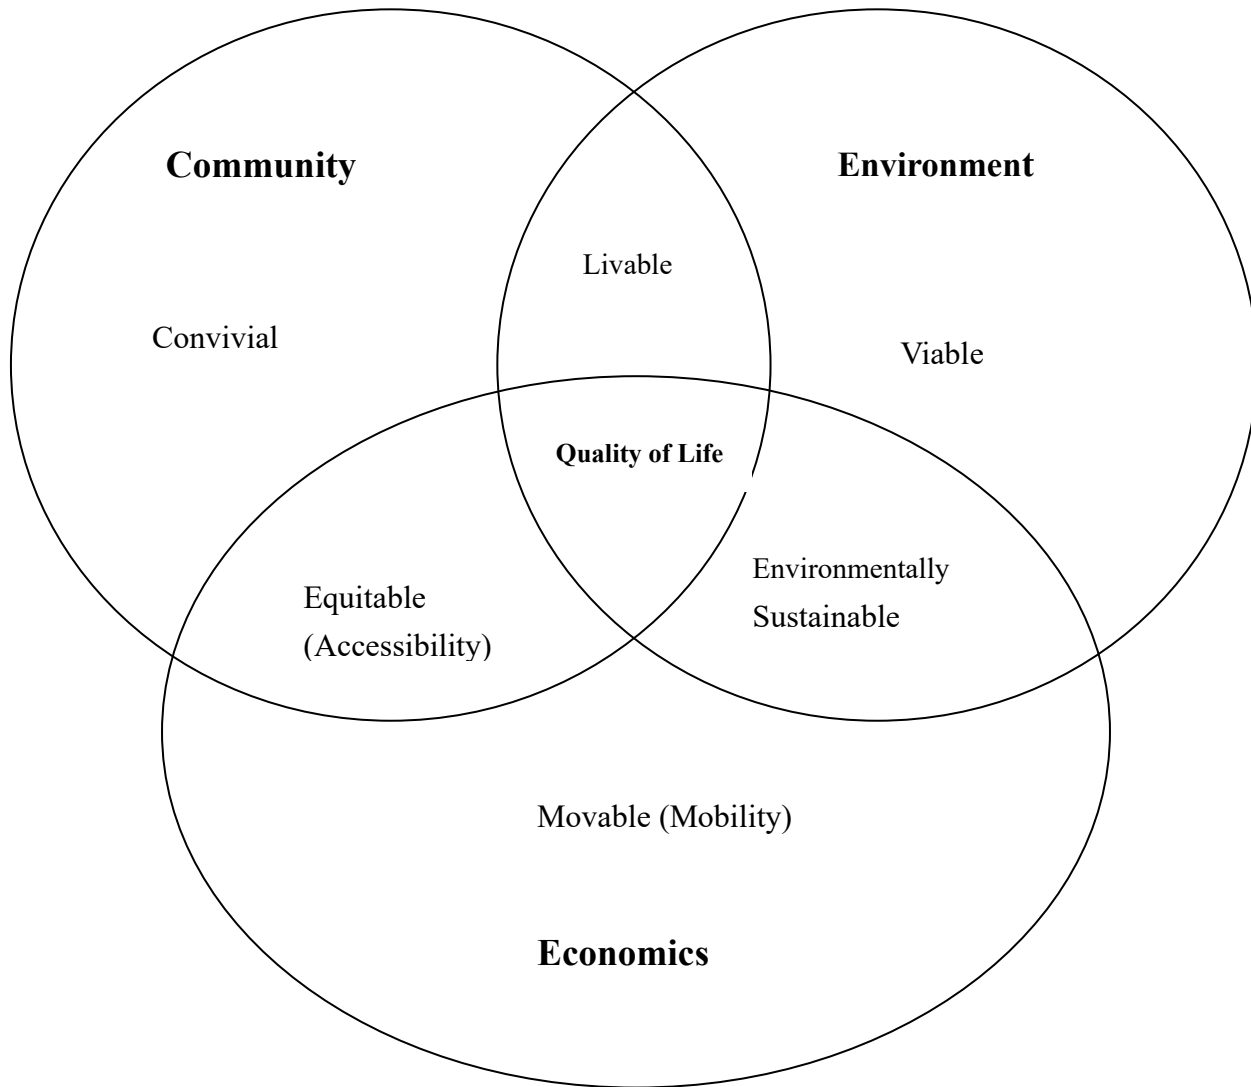 Community
Environment
Livable
Convivial
Viable
Quality of Life
Environmentally
Sustainable
Equitable
(Accessibility)
Movable (Mobility)
Economics